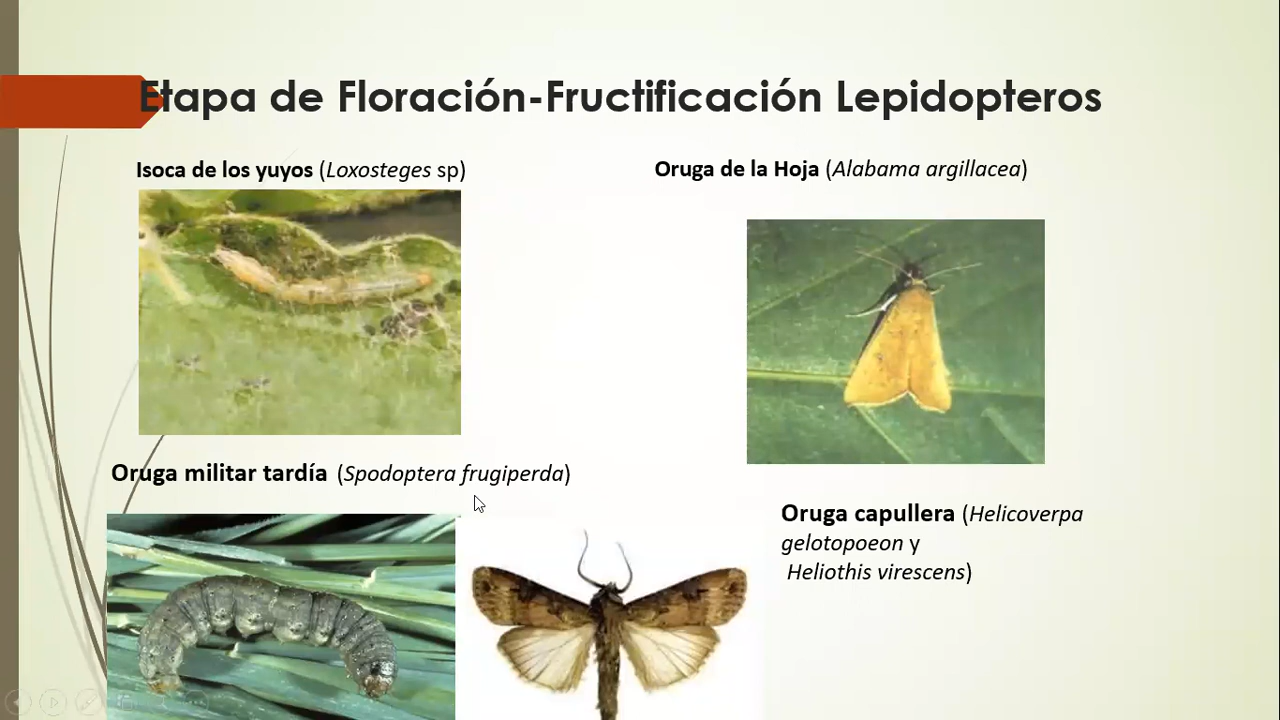 Etapa de Floración-Fructificación Lepidopteros
Isoca de los yuyos (Loxosteges sp)
Oruga de la Hoja (Alabama argillacea)
Oruga militar tardía (Spodoptera frugiperda)
Oruga capullera (Helicoverpa
gelotopoeon y
Heliothis virescens)